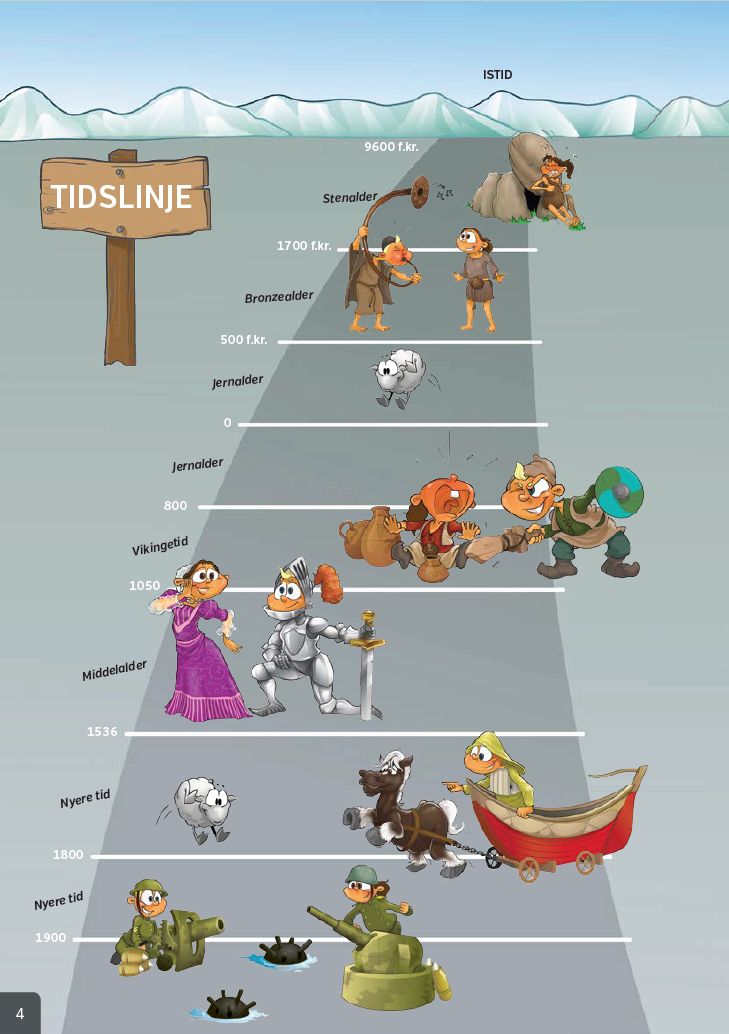 ISTID
9600 f.kr.
TIDSLINJE
Stenalder
1700 f.kr.
Bronzealder
500 f.kr.
Jernalder
0
Jernalder
800
Vikingetid
1050
Middelalder
1536
Nyere tid
1800
Nyere tid
1900
4